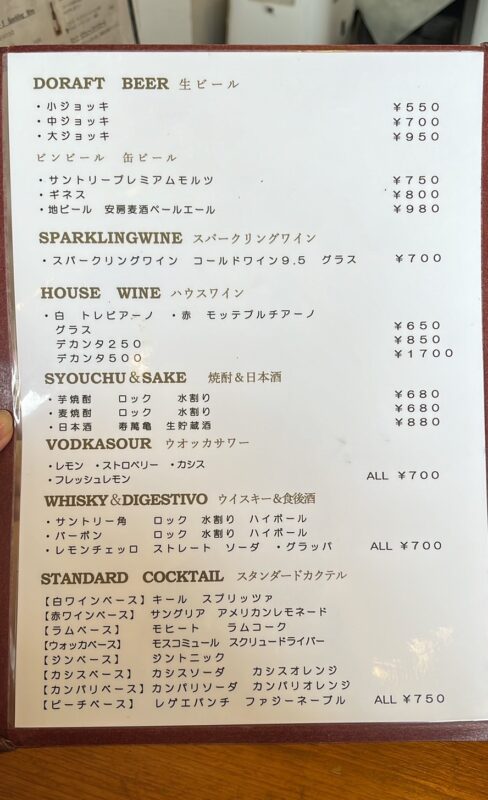 DORAFT BEER 生ビール
・小ジョッキ ￥550
・中ジョッキ ￥700
・大ジョッキ ￥950
ビンビール 缶ビール
・サントリープレミアムモルツ ￥750
・ギネス ￥800
・地ビール 安房麦酒ペールエール ￥980
SPARKLINGWINE スパークリングワイン
・スパークリングワイン コールドワイン9,5 グラス ￥700
HOUSE WINE ハウスワイン
・白 トレビアーノ ・赤 モッテプルチアーノ
グラス ￥650
デカンタ250 ￥850
デカンタ500 ￥1700
SYOUCHU＆SAKE 焼酎＆日本酒
・芋焼酎 ロック 水割り ￥680
・麦焼酎 ロック 水割り ￥680
・日本酒 寿萬亀 生貯蔵酒 ￥880
VODKASOUR ウオッカサワー
・レモン ・ストロベリー ・カシス
・フレッシュレモン ALL ￥700
WHISKY＆DIGESTIVO ウイスキー＆食後酒
・サントリー角 ロック 水割り ハイボール
・バーボン ロック 水割り ハイボール
・レモンチェッロ ストレート ソーダ ・グラッパ ALL ￥700
STANDARD COCKTAIL スタンダードカクテル
【白ワインベース】キール スプリッツァ
【赤ワインベース】 サングリア アメリカンレモネード
【ラムベース】 モヒート ラムコーク
【ウォッカベース】 モスコミュール スクリュードライバー
【ジンベース】 ジントニック
【カシスベース】 カシスソーダ カシスオレンジ
【カンパリベース】カンパリソーダ カンパリオレンジ
【ピーチベース】 レゲエパンチ ファジーネーブル ALL ￥750